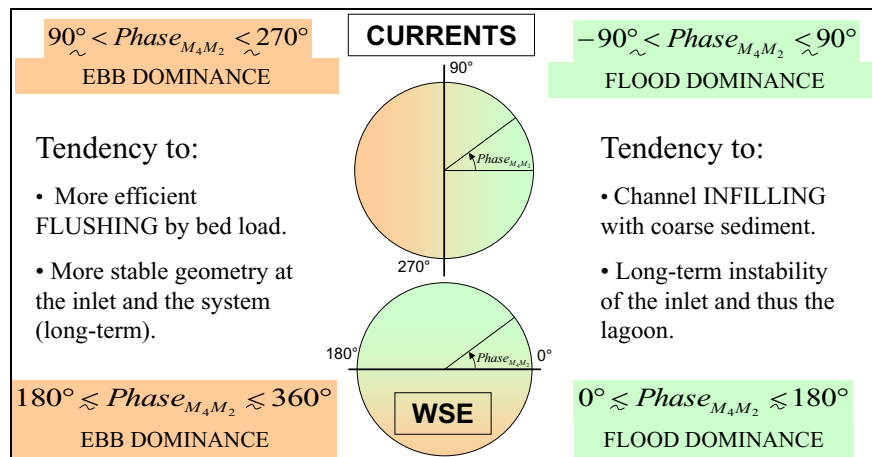 90° < Phase_{M4M2} < 270°
EBB DOMINANCE
CURRENTS
−90° < Phase_{M4M2} ≲ 90°
FLOOD DOMINANCE
90°
Phase_{M4M2}
270°
Tendency to:
• More efficient
FLUSHING by bed load.
• More stable geometry at
the inlet and the system
(long-term).
Tendency to:
• Channel INFILLING
with coarse sediment.
• Long-term instability
of the inlet and thus the
lagoon.
180°
0°
Phase_{M4M2}
WSE
180° ≲ Phase_{M4M2} ≲ 360°
EBB DOMINANCE
0° ≲ Phase_{M4M2} ≲ 180°
FLOOD DOMINANCE